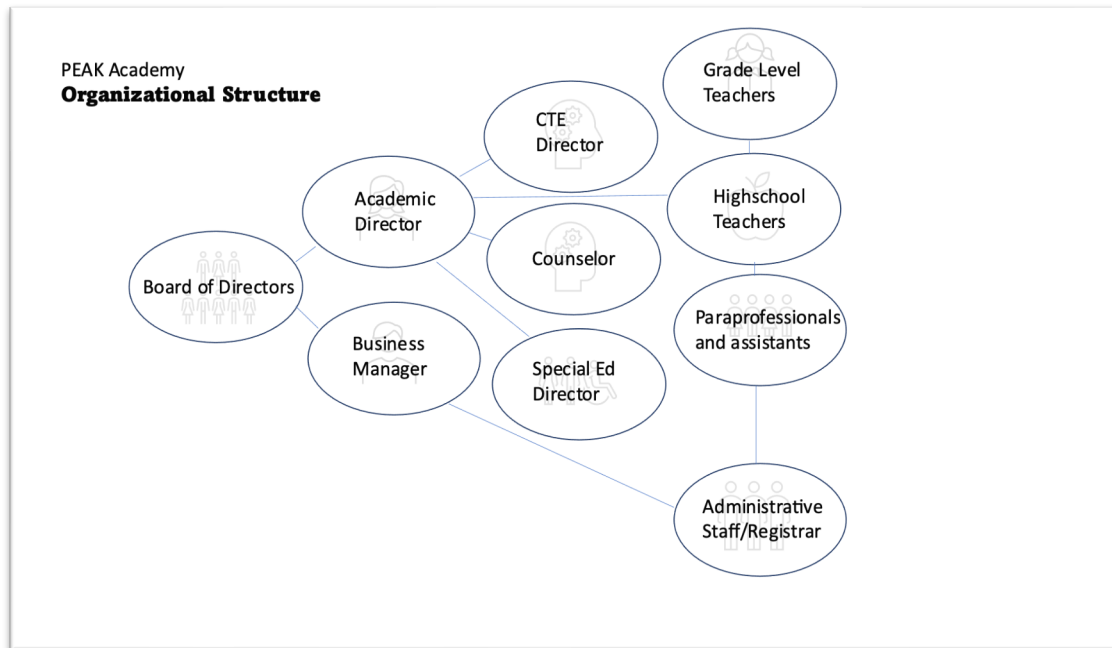 PEAK Academy
Organizational Structure
Grade Level
Teachers
CTE
Director
Academic
Director
Highschool
Teachers
Counselor
Board of Directors
Paraprofessionals
and assistants
Business
Manager
Special Ed
Director
Administrative
Staff/Registrar